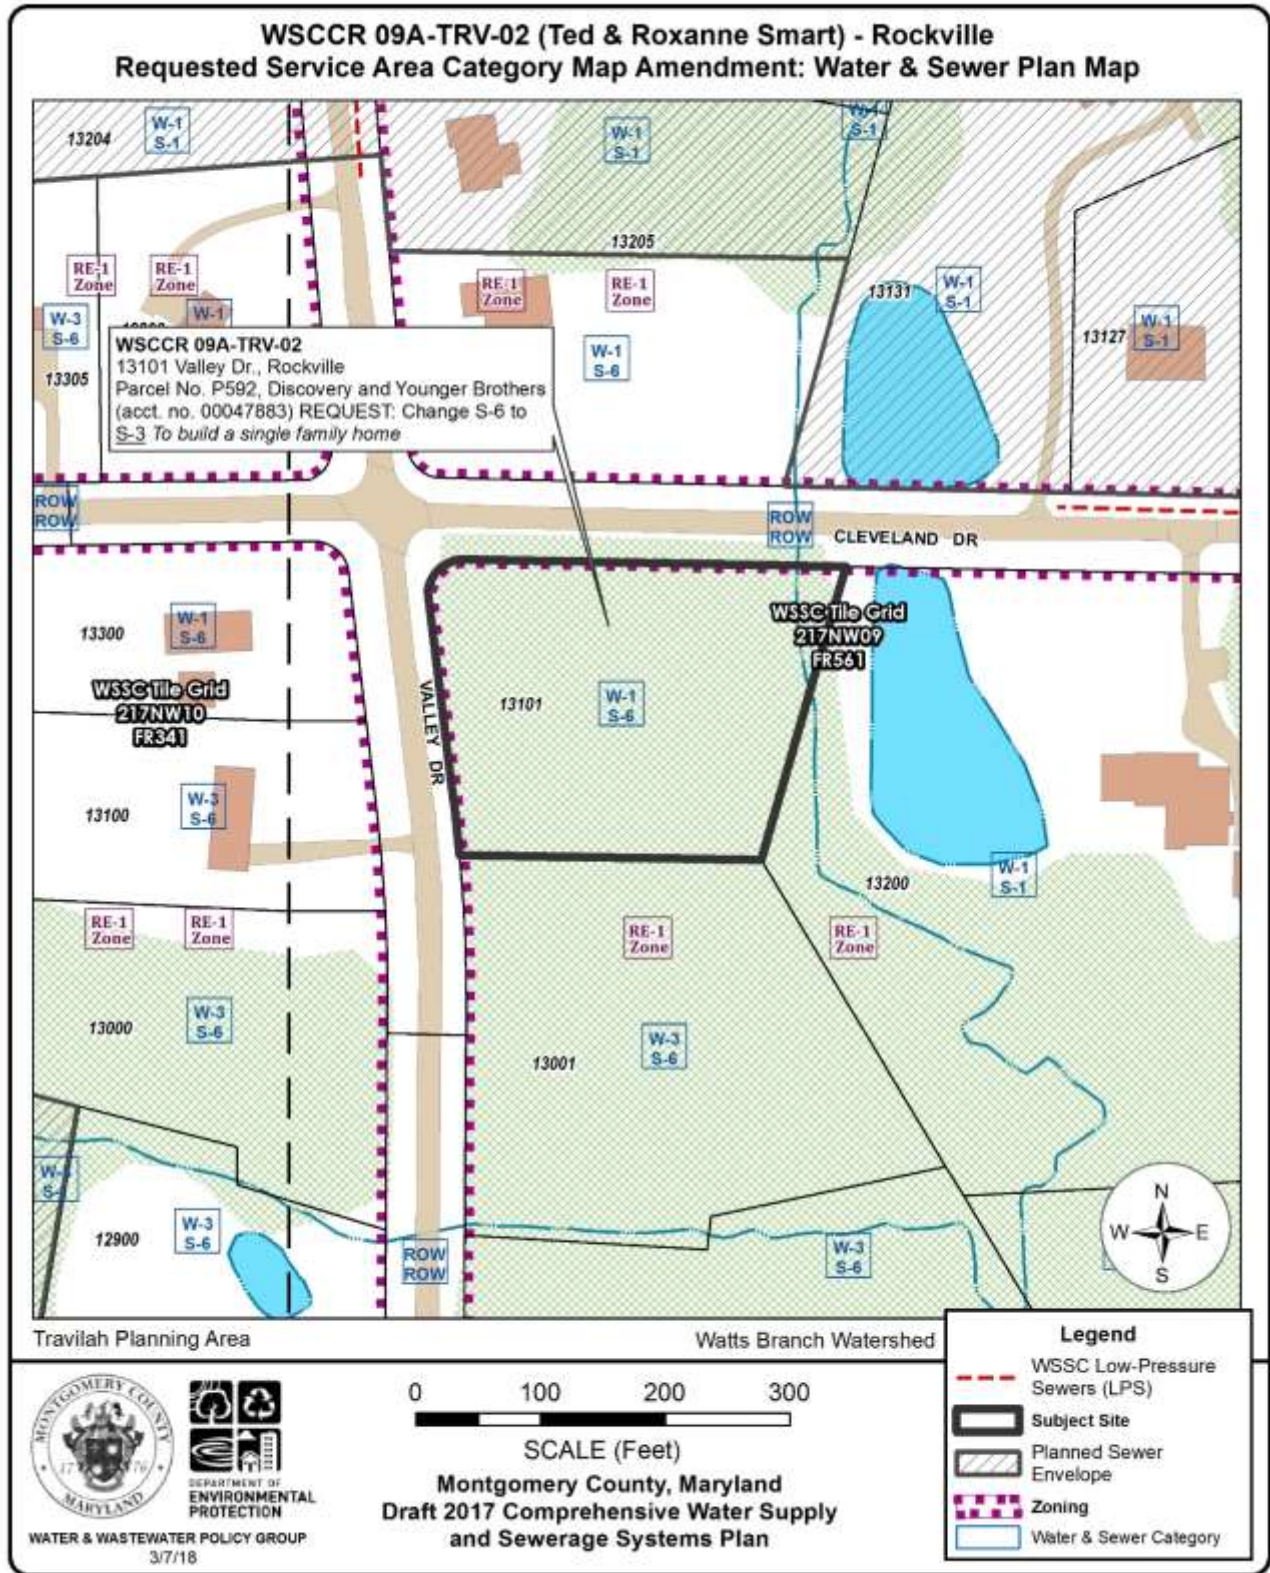 WSCCR 09A-TRV-02 (Ted & Roxanne Smart) - Rockville
Requested Service Area Category Map Amendment: Water & Sewer Plan Map
13204
W-1
S-1
W-1
S-1
W-1
S-1
13205
RE-1
Zone
RE-1
Zone
RE-1
Zone
RE-1
Zone
13131
W-1
S-1
W-3
S-6
W-1
W-1
S-6
13127
W-1
S-1
13305
WSCCR 09A-TRV-02
13101 Valley Dr., Rockville
Parcel No. P592, Discovery and Younger Brothers
(acct. no. 00047883) REQUEST: Change S-6 to
S-3 To build a single family home
ROW
ROW
ROW
ROW
CLEVELAND DR
13300
W-1
S-6
WSSC Tile Grid
217NW10
FR341
VALLEY DR
13101
W-1
S-6
WSSC Tile Grid
217NW09
FR561
13100
W-3
S-6
13200
W-1
S-1
RE-1
Zone
RE-1
Zone
RE-1
Zone
RE-1
Zone
13000
W-3
S-6
13001
W-3
S-6
12900
W-3
S-6
ROW
ROW
W-3
S-6
N
W E
S
Travilah Planning Area
Watts Branch Watershed
Legend
WSSC Low-Pressure
Sewers (LPS)
Subject Site
Planned Sewer
Envelope
Zoning
Water & Sewer Category
MONTGOMERY COUNTY
17 76
MARYLAND
DEPARTMENT OF
ENVIRONMENTAL
PROTECTION
WATER & WASTEWATER POLICY GROUP
3/7/18
0 100 200 300
SCALE (Feet)
Montgomery County, Maryland
Draft 2017 Comprehensive Water Supply
and Sewerage Systems Plan